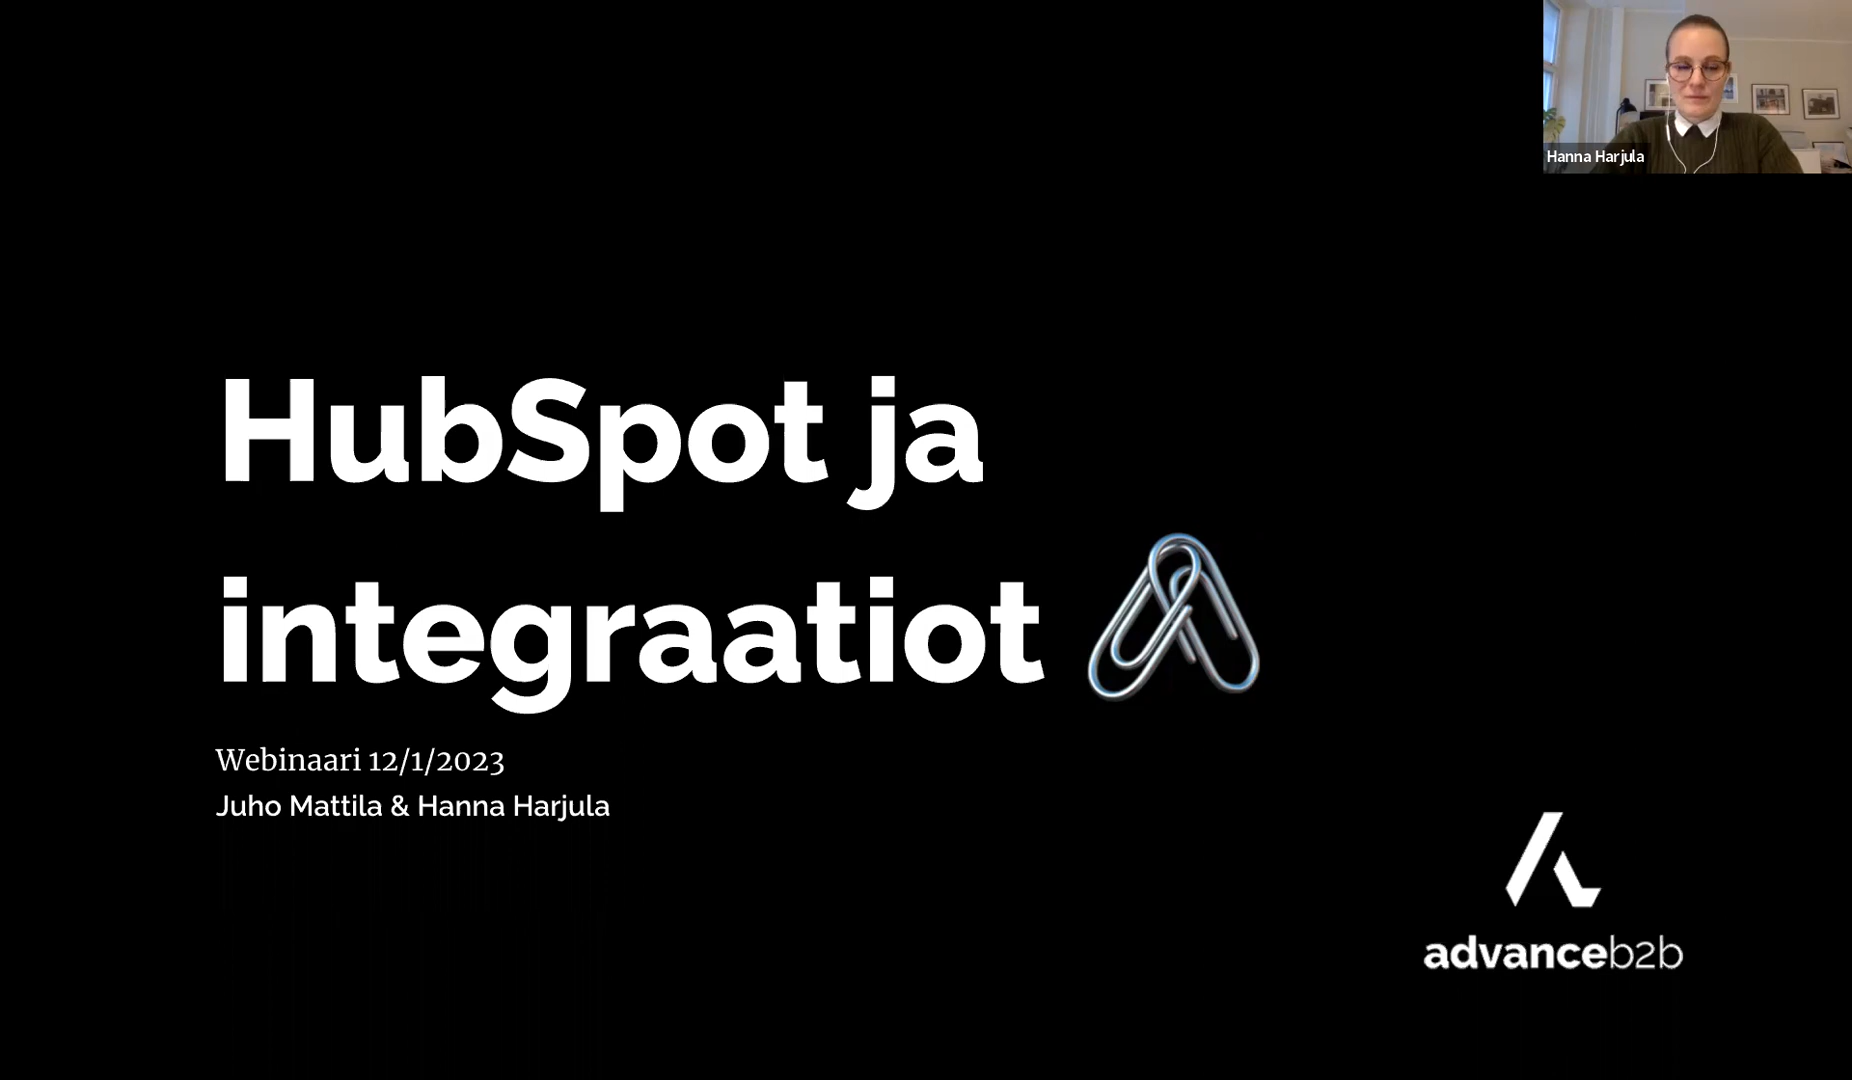 Hanna Harjula
HubSpot ja
integraatiot
Webinaari 12/1/2023
Juho Mattila & Hanna Harjula
advanceb2b